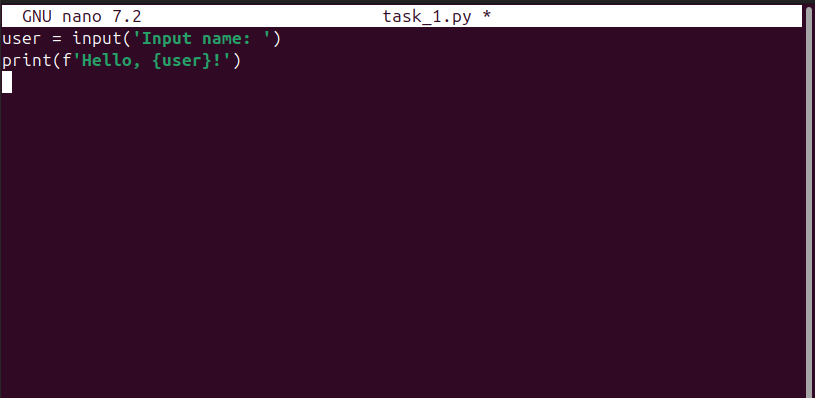 GNU nano 7.2 task_1.py *
user = input('Input name: ')
print(f'Hello, {user}!')